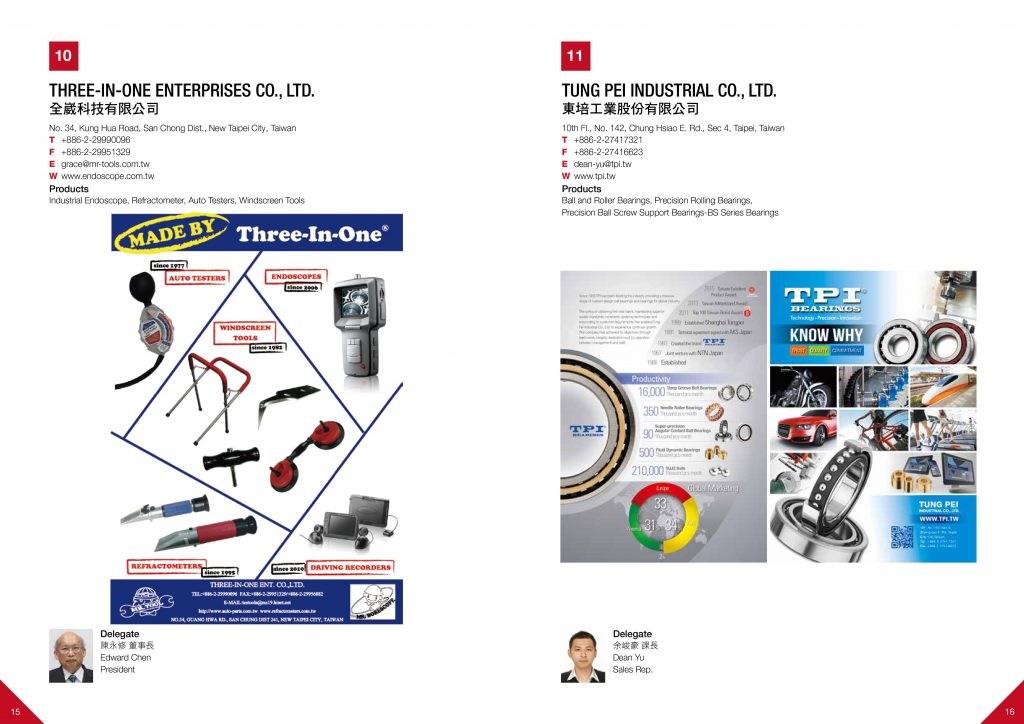 10
THREE-IN-ONE ENTERPRISES CO., LTD.
全崴科技有限公司
No. 34, Kung Hua Road, San Chong Dist., New Taipei City, Taiwan
T +886-2-29990096
F +886-2-29951329
E grace@mr-tools.com.tw
W www.endoscope.com.tw
Products
Industrial Endoscope, Refractometer, Auto Testers, Windscreen Tools
MADE BY Three-In-One®
since 1977
AUTO TESTERS
ENDOSCOPES
since 2006
WINDSCREEN
TOOLS
since 1982
REFRACTOMETERS
since 1995
since 2010
DRIVING RECORDERS
THREE-IN-ONE ENT. CO.,LTD.
TEL:+886-2-29990096 FAX:+886-2-29951329/+886-2-29956882
E-MAIL:testools@ms19.hinet.net
http://www.auto-parts.com.tw www.refractometers.com.tw
NO.34, GUANG HWA RD., SAN CHUNG DIST 241, NEW TAIPEI CITY, TAIWAN
MR. TOOL
MR. BORESCOPE
Delegate
陳永修 董事長
Edward Chen
President
15
11
TUNG PEI INDUSTRIAL CO., LTD.
東培工業股份有限公司
10th Fl., No. 142, Chung Hsiao E. Rd., Sec 4, Taipei, Taiwan
T +886-2-27417321
F +886-2-27416623
E dean-yu@tpi.tw
W www.tpi.tw
Products
Ball and Roller Bearings, Precision Rolling Bearings,
Precision Ball Screw Support Bearings-BS Series Bearings
Taiwan Excellent
Product Award
Top 100 Taiwan Brand Award
Established Shanghai Tungpei
Technical agreement signed with AKS Japan
Created the brand TPI
Joint venture with NTN Japan
1966 Established
Productivity
16,000 Deep Groove Ball Bearings
Thousand pcs-month
350 Needle Roller Bearings
Thousand pcs-month
90 Super-precision
Angular Contact Ball Bearings
Thousand pcs-month
500 Fluid Dynamic Bearings
Thousand pcs-month
210,000 Steel Balls
Thousand pcs-month
TPI
BEARINGS
Global Marketing
Europe
33
31
34
TPI®
BEARINGS
Technology • Precision • Innovation
KNOW WHY
TRUST QUALITY COMMITMENT
TUNG PEI
INDUSTRIAL CO., LTD.
WWW.TPI.TW
Delegate
余峻豪 課長
Dean Yu
Sales Rep.
16